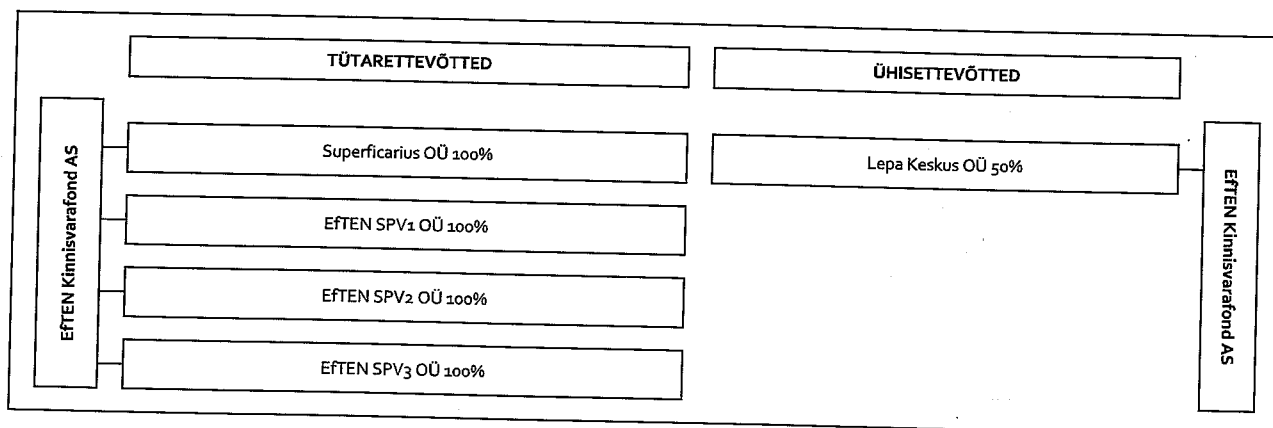 TÜTARETTEVÕTTED
ÜHISETTEVÕTTED
EfTEN Kinnisvarafond AS
Superficarius OÜ 100%
EfTEN SPV1 OÜ 100%
EfTEN SPV2 OÜ 100%
EfTEN SPV3 OÜ 100%
Lepa Keskus OÜ 50%
EfTEN Kinnisvarafond AS